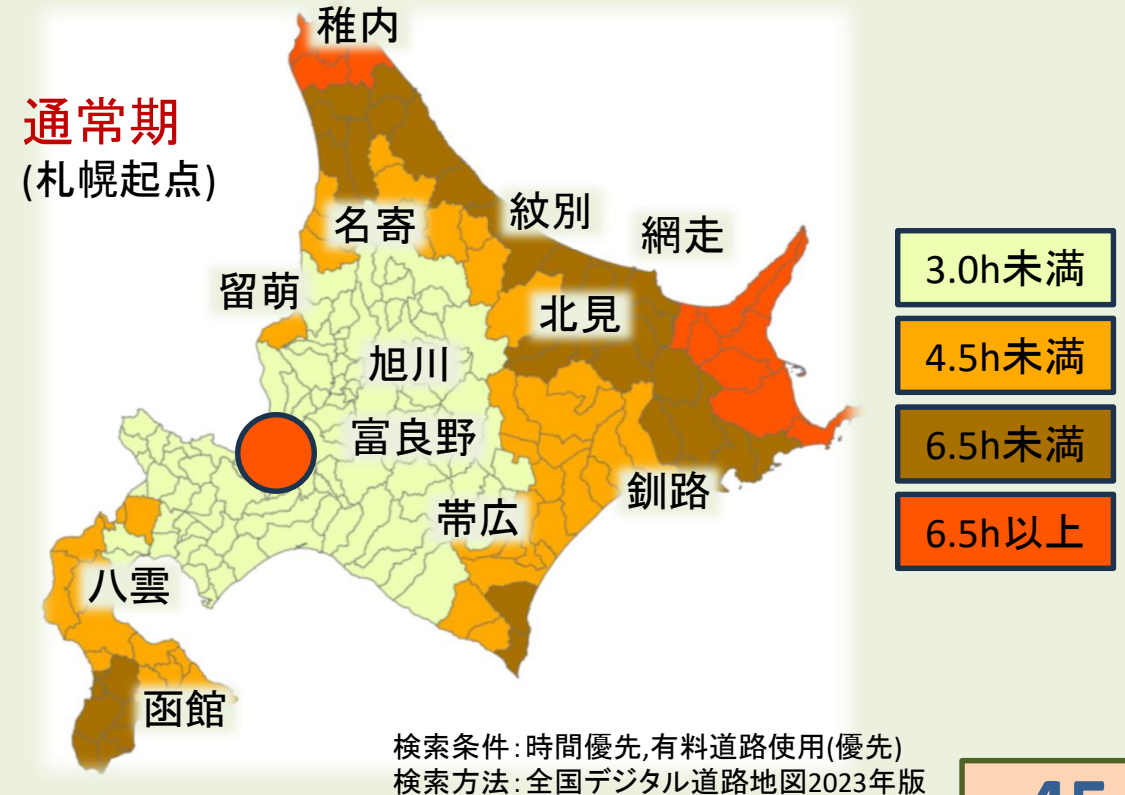 稚内
通常期
(札幌起点)
名寄
紋別
網走
留萌
北見
旭川
富良野
帯広
釧路
八雲
函館
3.0h未満
4.5h未満
6.5h未満
6.5h以上
検索条件：時間優先,有料道路使用(優先)
検索方法：全国デジタル道路地図2023年版